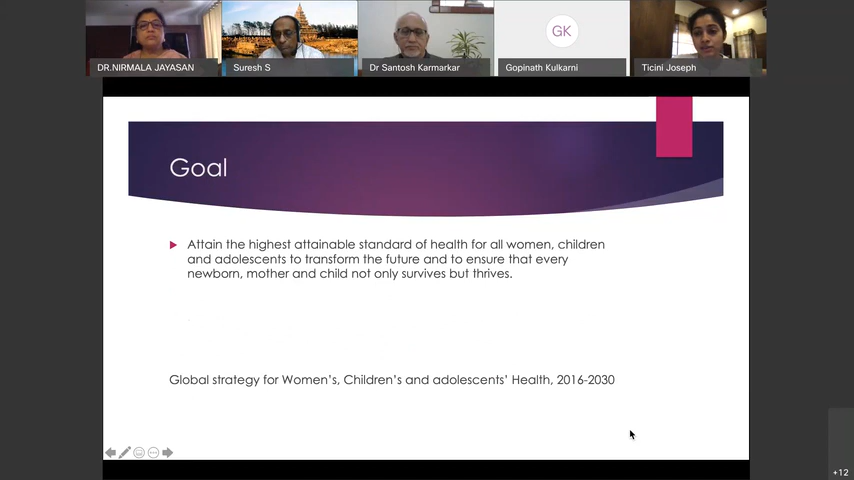 DR.NIRMALA JAYASAN
Suresh S
Dr Santosh Karmarkar
GK
Gopinath Kulkarni
Ticini Joseph
Goal
Attain the highest attainable standard of health for all women, children
and adolescents to transform the future and to ensure that every
newborn, mother and child not only survives but thrives.
Global strategy for Women's, Children's and adolescents' Health, 2016-2030
+12